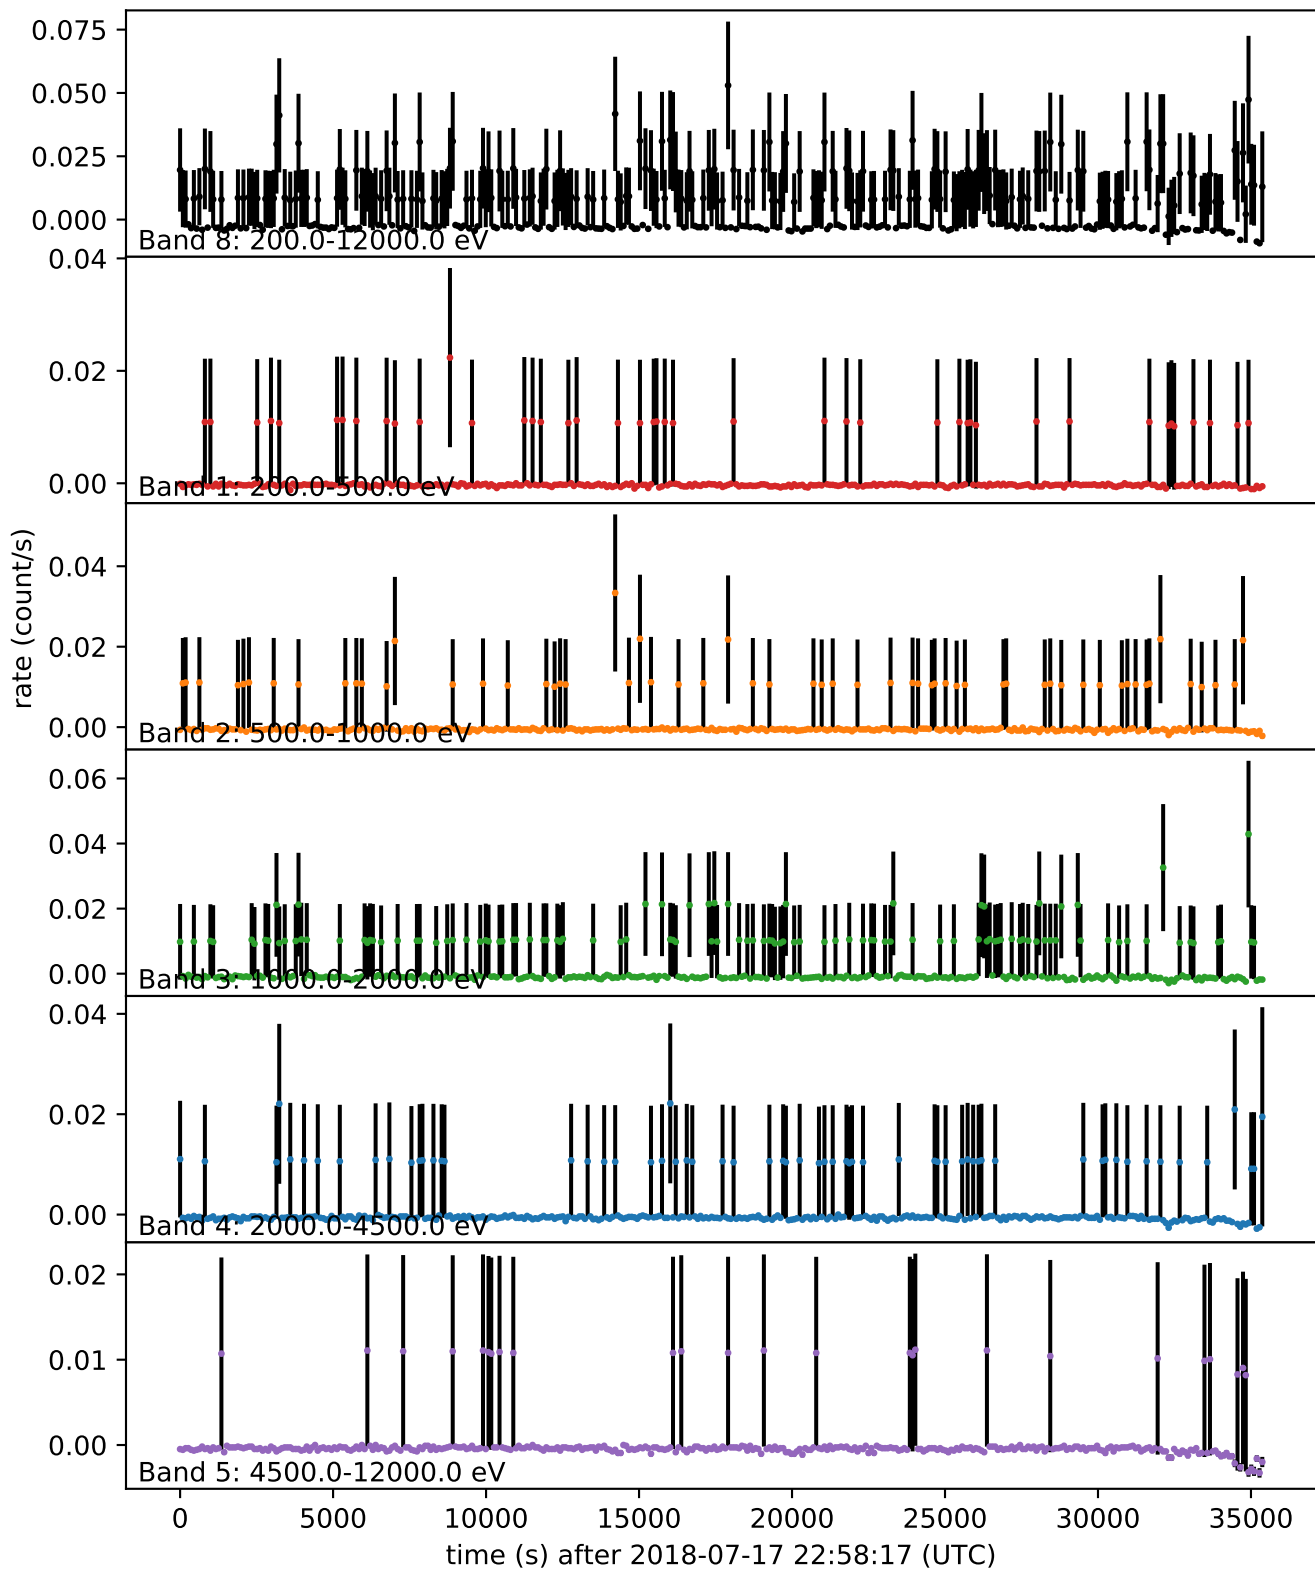 0.075
0.050
0.025
0.000
Band 8: 200.0-12000.0 eV
0.04
0.02
0.00
Band 1: 200.0-500.0 eV
rate (count/s)
0.04
0.02
0.00
Band 2: 500.0-1000.0 eV
0.06
0.04
0.02
0.00
Band 3: 1000.0-2000.0 eV
0.04
0.02
0.00
Band 4: 2000.0-4500.0 eV
0.02
0.01
0.00
Band 5: 4500.0-12000.0 eV
0 5000 10000 15000 20000 25000 30000 35000
time (s) after 2018-07-17 22:58:17 (UTC)